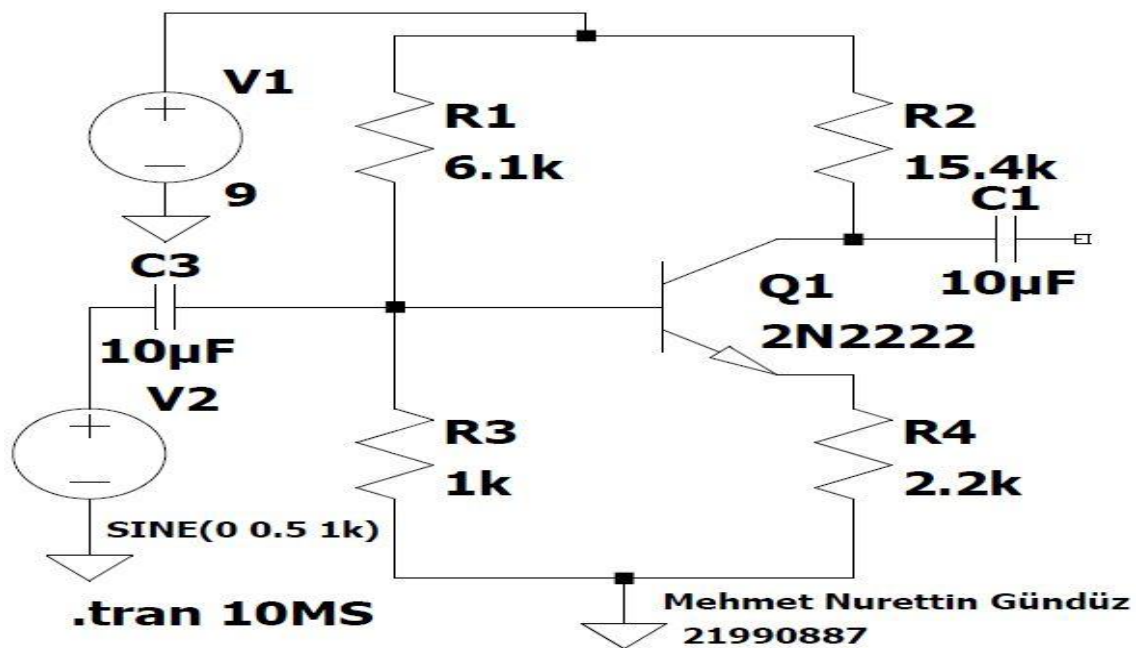 V1
9
R1
6.1k
R2
15.4k
C1
10µF
C3
10µF
Q1
2N2222
V2
SINE(0 0.5 1k)
R3
1k
R4
2.2k
.tran 10MS
Mehmet Nurettin Gündüz
21990887